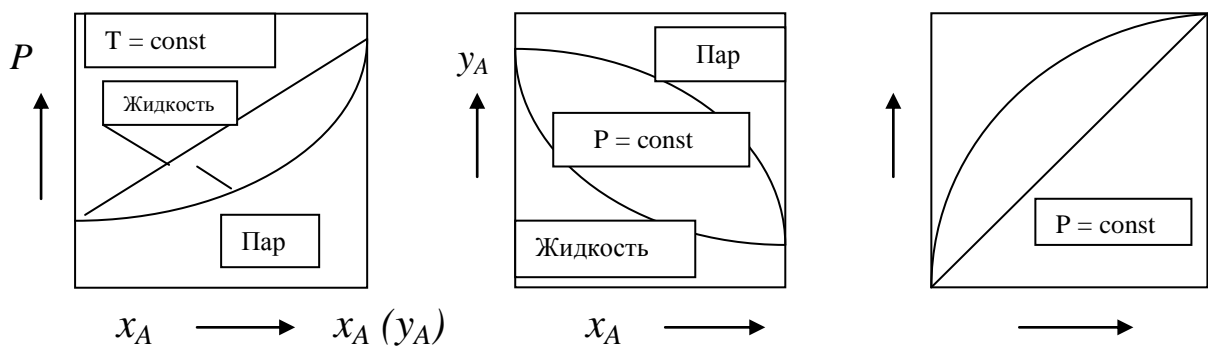 T = const
P
Жидкость
Пар
x_A
x_A (y_A)
y_A
Пар
P = const
Жидкость
x_A
P = const